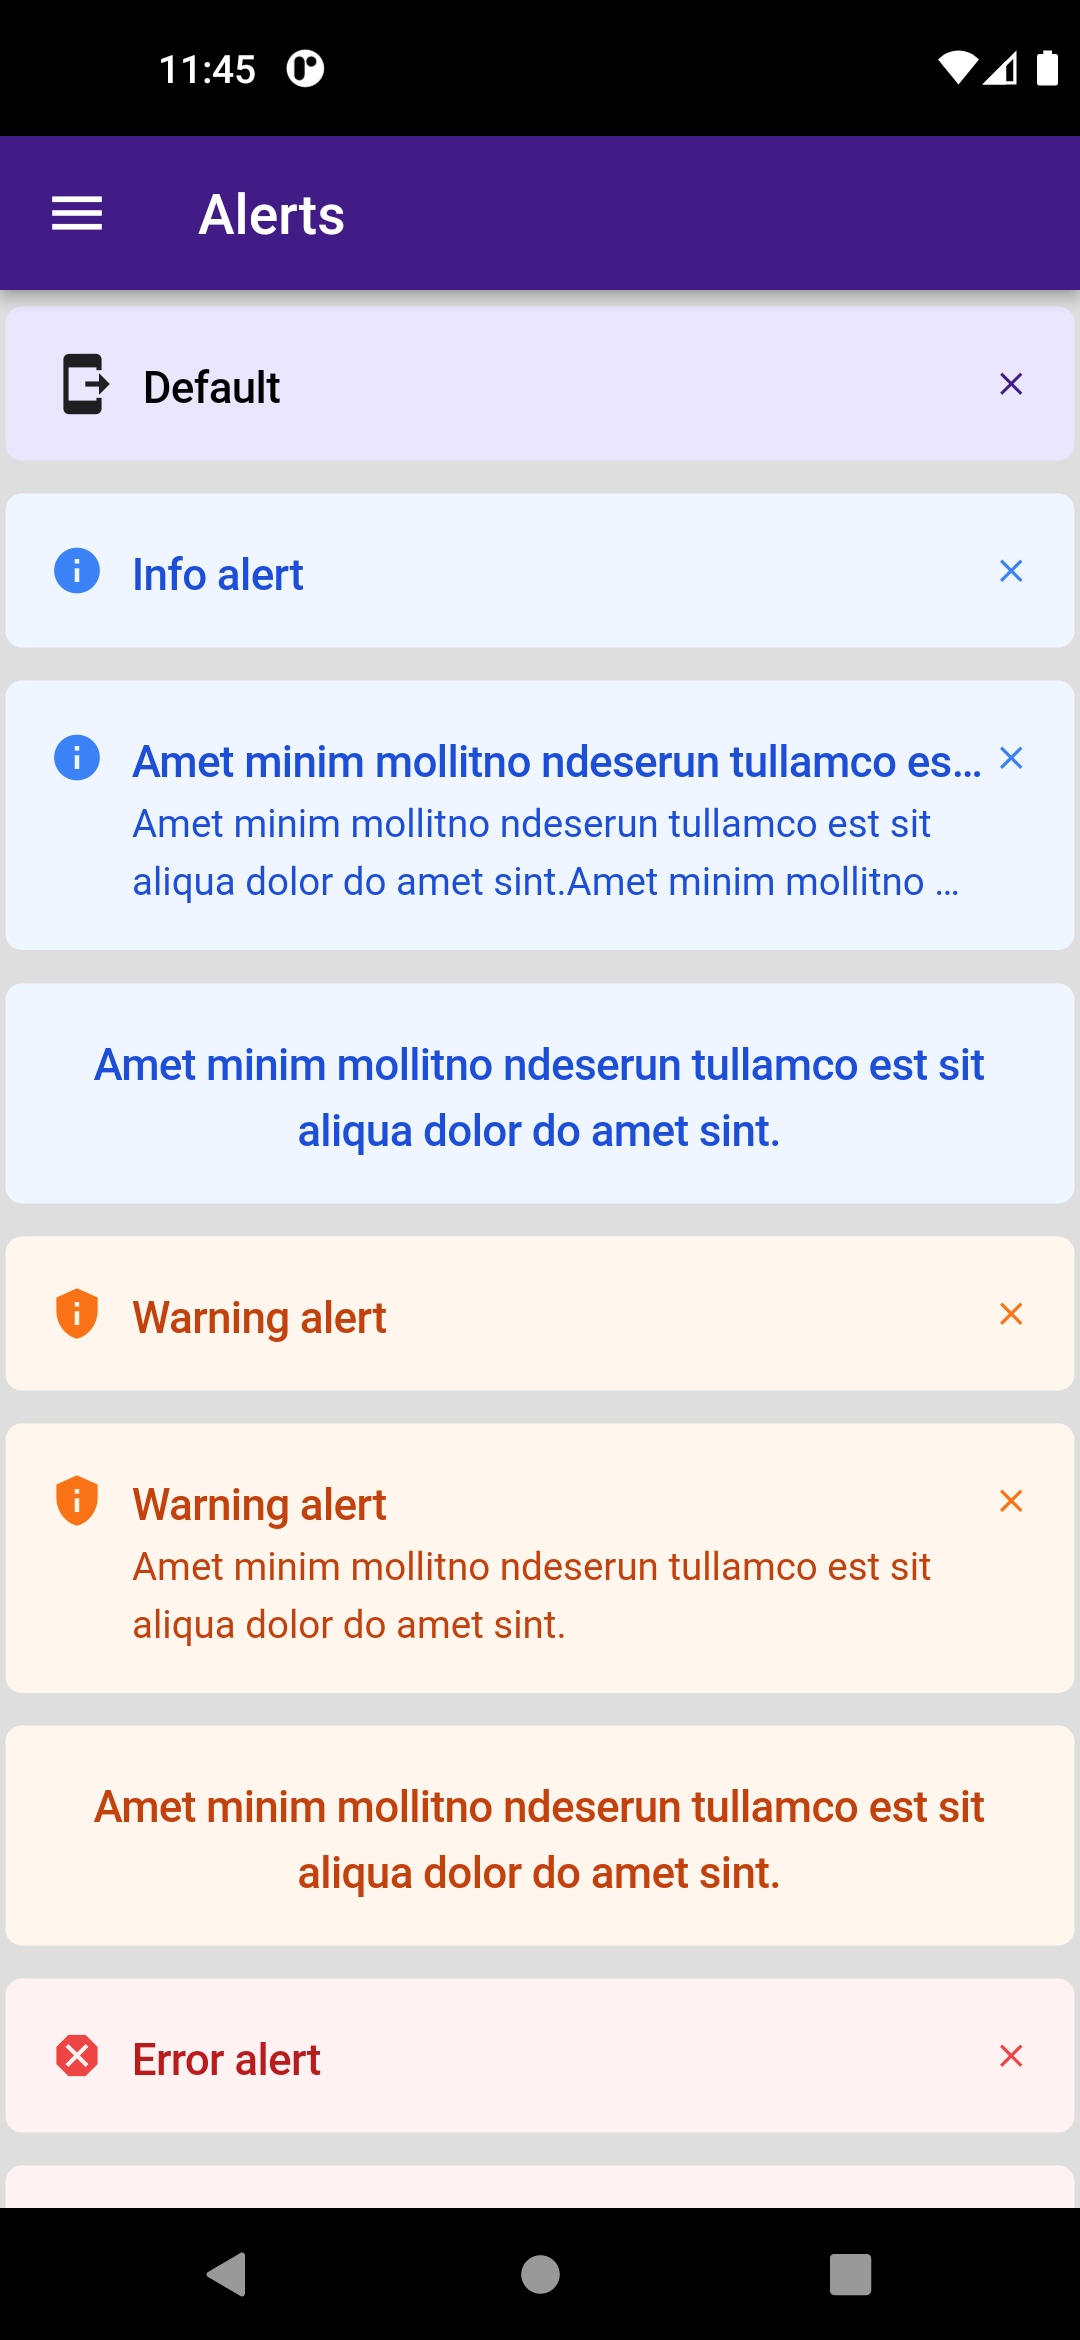 11:45
Alerts
Default
Info alert
Amet minim mollitno ndeserun tullamco es...
Amet minim mollitno ndeserun tullamco est sit
aliqua dolor do amet sint.Amet minim mollitno ...
Amet minim mollitno ndeserun tullamco est sit
aliqua dolor do amet sint.
Warning alert
Warning alert
Amet minim mollitno ndeserun tullamco est sit
aliqua dolor do amet sint.
Amet minim mollitno ndeserun tullamco est sit
aliqua dolor do amet sint.
Error alert